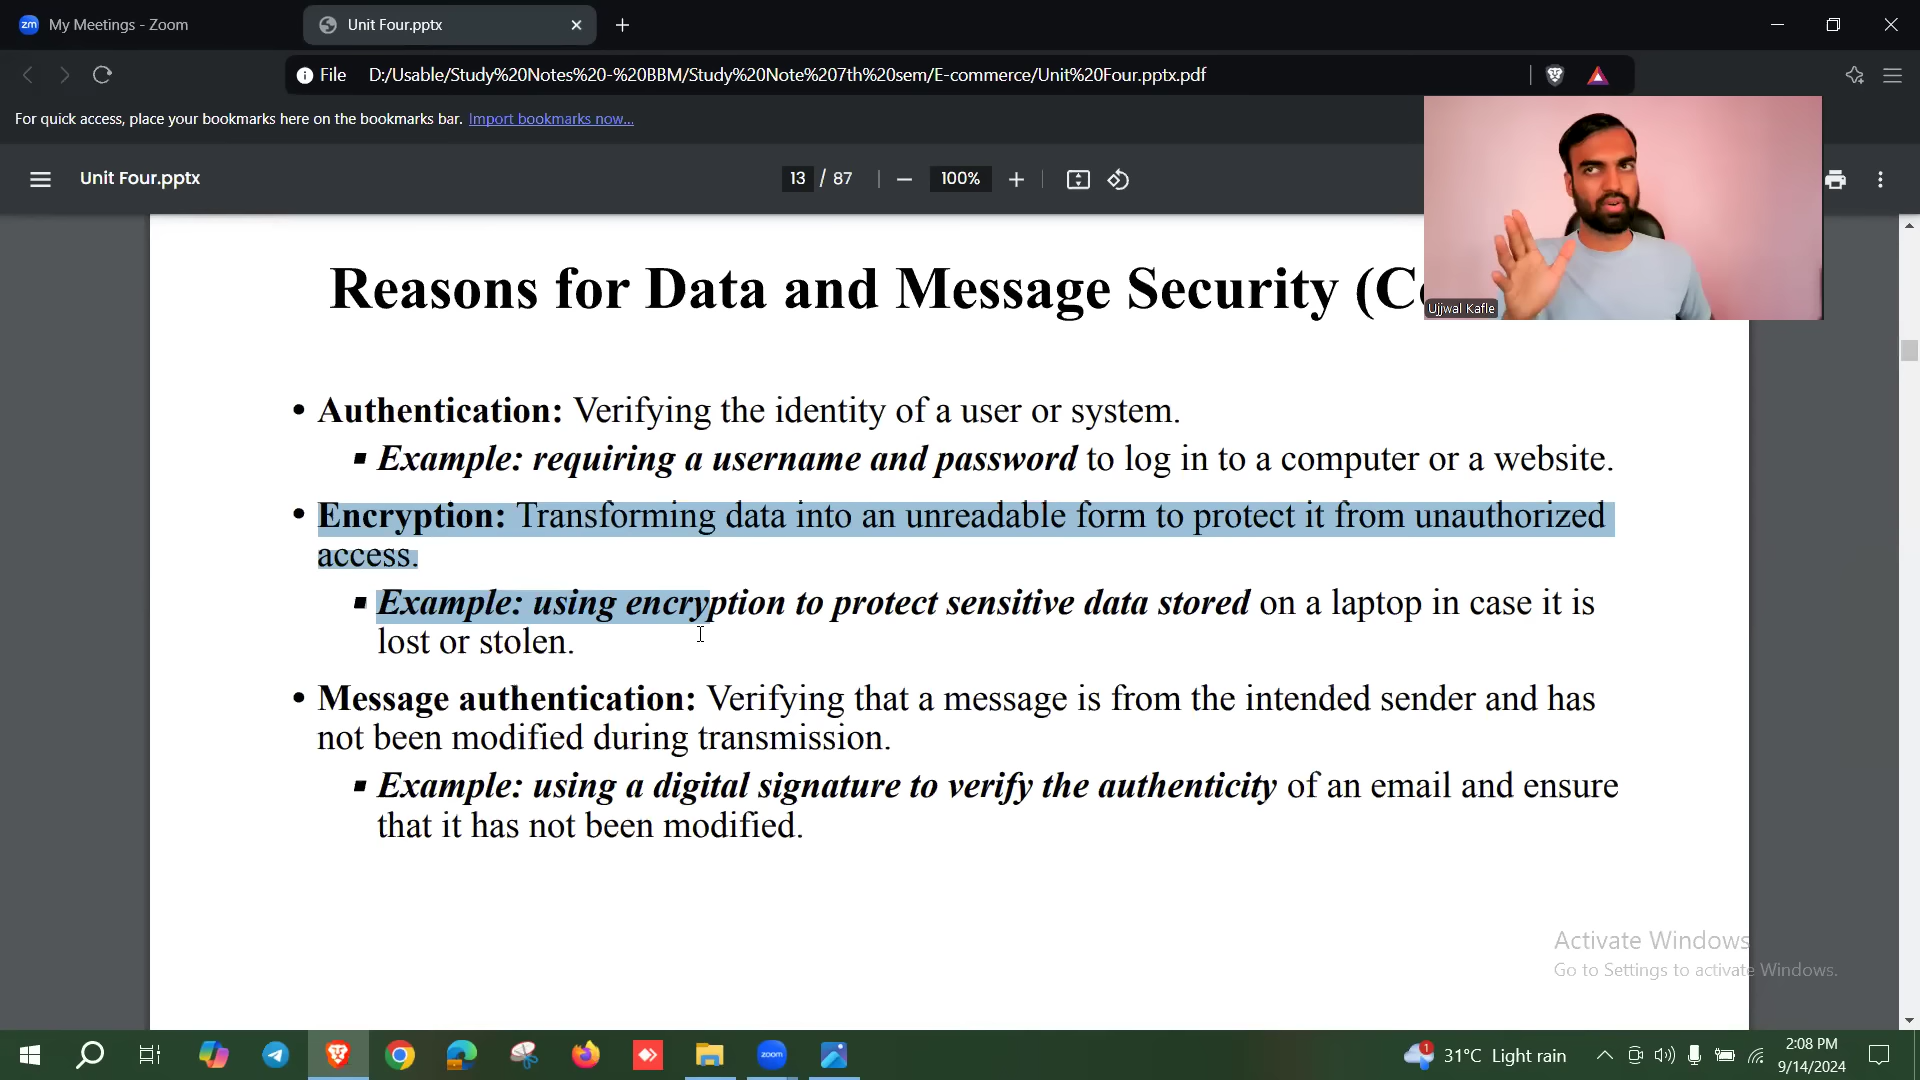 My Meetings - Zoom
Unit Four.pptx
File D:/Usable/Study%20Notes%20-%20BBM/Study%20Note%207th%20sem/E-commerce/Unit%20Four.pptx.pdf
For quick access, place your bookmarks here on the bookmarks bar. Import bookmarks now...
Unit Four.pptx
13 / 87
100%
Reasons for Data and Message Security (Co
Ujjwal Kafle
• Authentication: Verifying the identity of a user or system.
▪ Example: requiring a username and password to log in to a computer or a website.
• Encryption: Transforming data into an unreadable form to protect it from unauthorized
access.
▪ Example: using encryption to protect sensitive data stored on a laptop in case it is
lost or stolen.
• Message authentication: Verifying that a message is from the intended sender and has
not been modified during transmission.
▪ Example: using a digital signature to verify the authenticity of an email and ensure
that it has not been modified.
Activate Windows
Go to Settings to activate Windows.
zoom
1
31°C Light rain
2:08 PM
9/14/2024